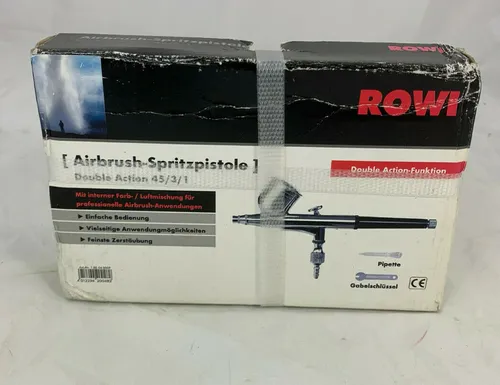 Airbrush-Spritzpistole
ROWI
[ Airbrush-Spritzpistole ]
Double Action 45/3/1
Double Action-Funktion
Mit interner Farb- / Luftmischung für
professionelle Airbrush-Anwendungen
Einfache Bedienung
Vielseitige Anwendungsmöglichkeiten
Feinste Zerstäubung
Pipette
Gabelschlüssel
CE